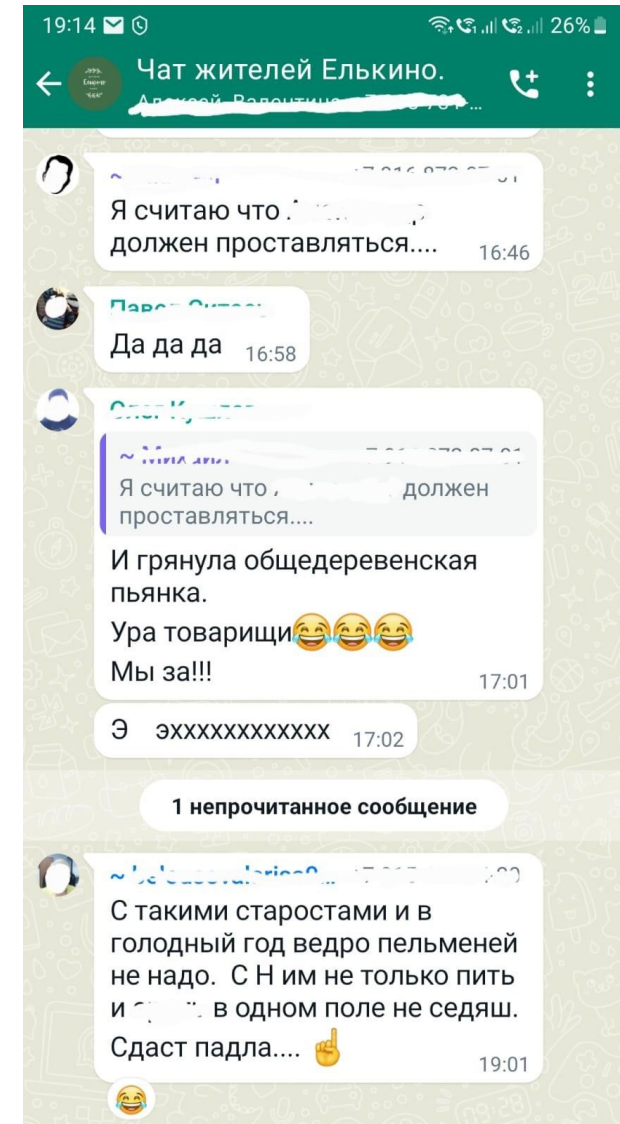 19:14 26%
Чат жителей Елькино.
Я считаю что
должен проставляться.... 16:46
Да да да 16:58
Я считаю что должен
проставляться....
И грянула общедеревенская
пьянка.
Ура товарищи😂😂😂
Мы за!!! 17:01
Э эхххххххххххх 17:02
1 непрочитанное сообщение
С такими старостами и в
голодный год ведро пельменей
не надо. С Н им не только пить
и в одном поле не седяш.
Сдаст падла.... ☝ 19:01